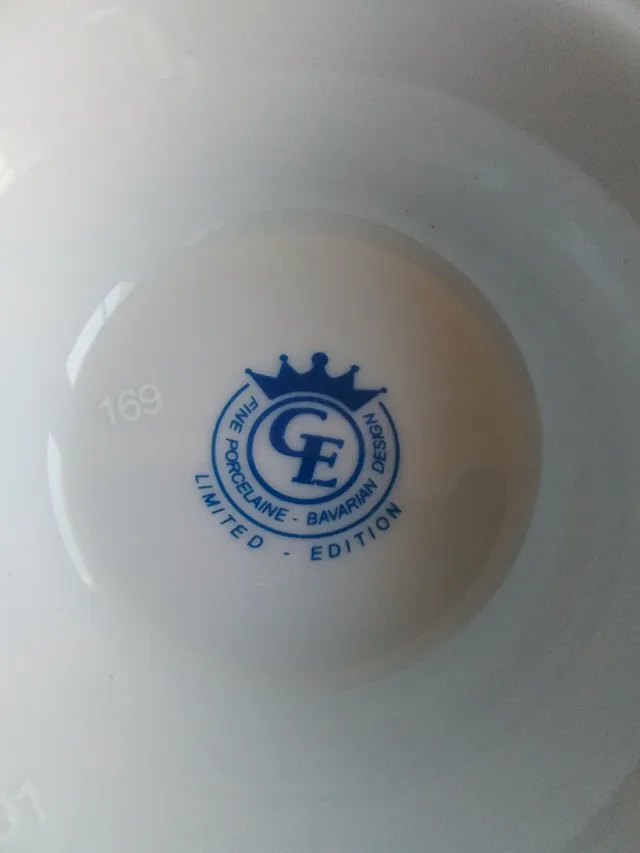 169
CE
FINE PORCELAINE - BAVARIAN DESIGN
LIMITED - EDITION